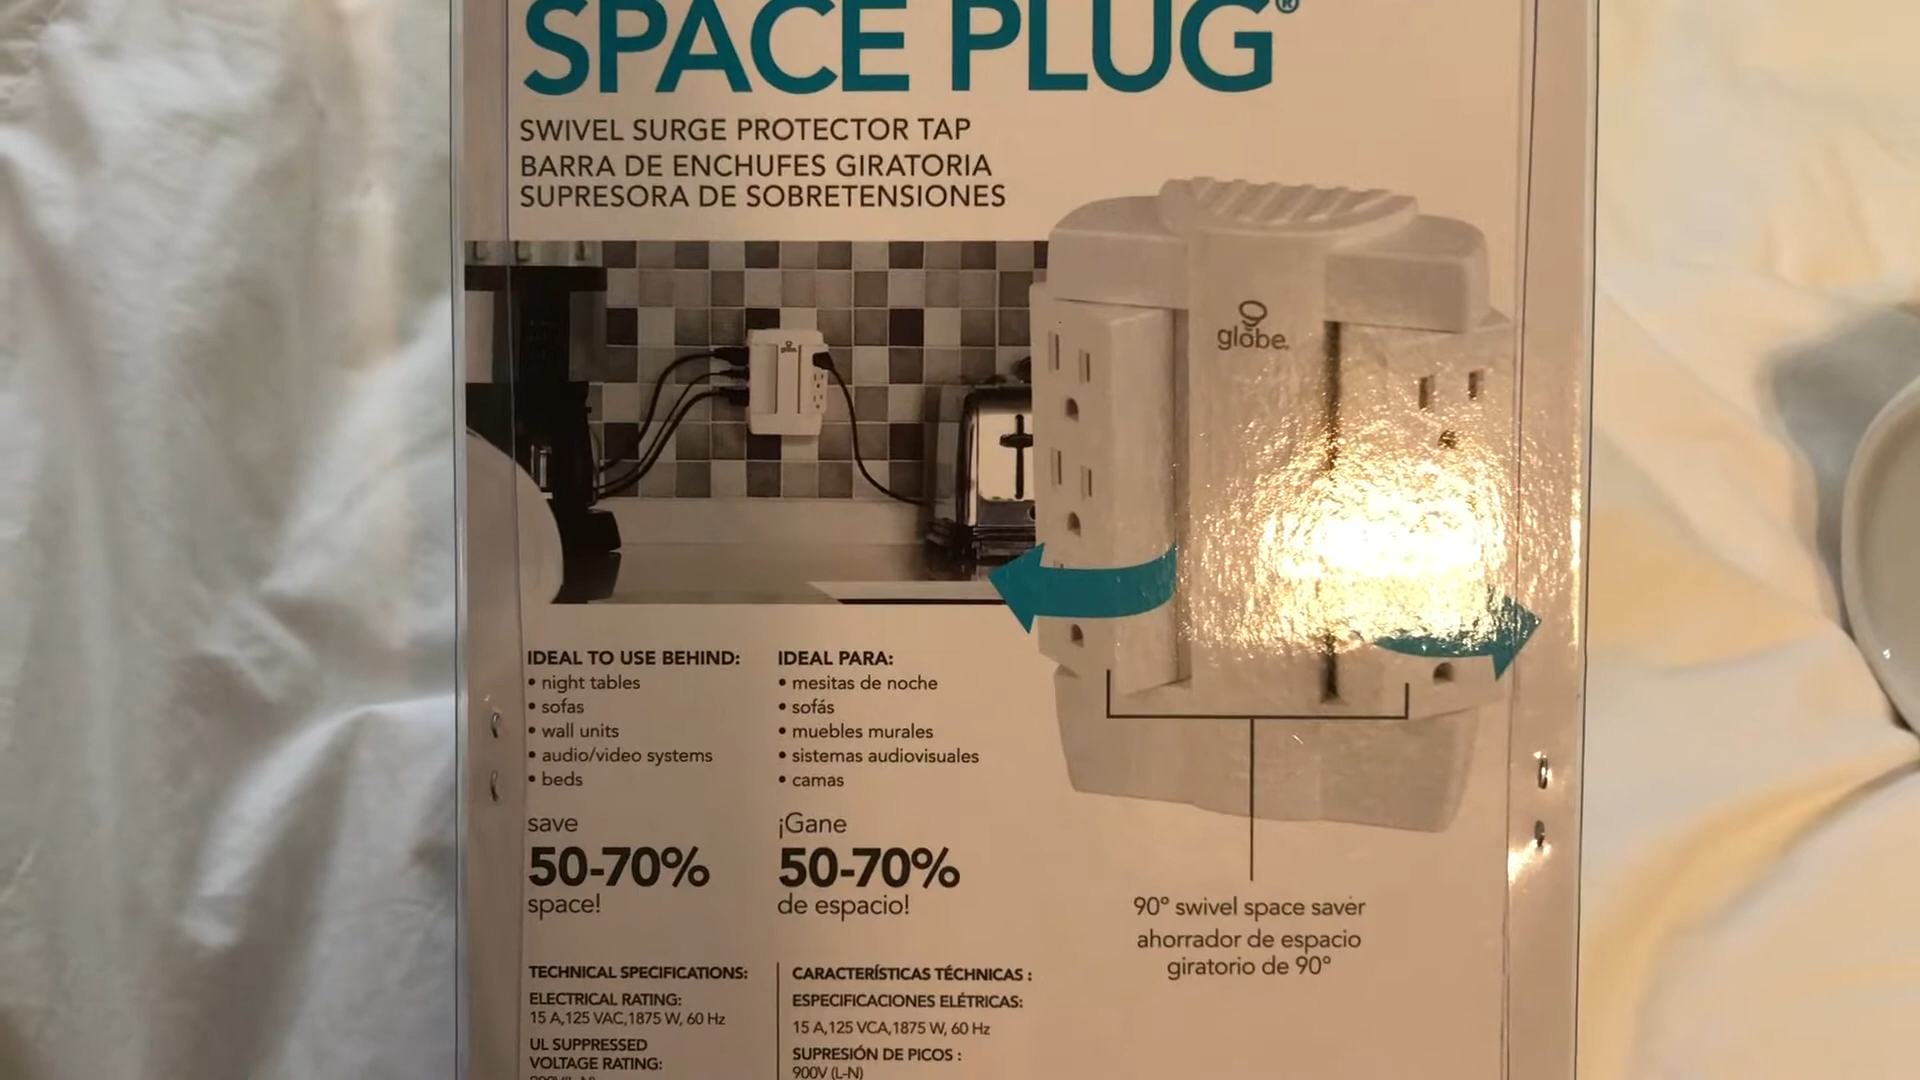 SPACE PLUG®
SWIVEL SURGE PROTECTOR TAP
BARRA DE ENCHUFES GIRATORIA
SUPRESORA DE SOBRETENSIONES
globe
IDEAL TO USE BEHIND:
• night tables
• sofas
• wall units
• audio/video systems
• beds
save
50-70%
space!
IDEAL PARA:
• mesitas de noche
• sofás
• muebles murales
• sistemas audiovisuales
• camas
¡Gane
50-70%
de espacio!
90° swivel space saver
ahorrador de espacio
giratorio de 90°
TECHNICAL SPECIFICATIONS:
ELECTRICAL RATING:
15 A,125 VAC,1875 W, 60 Hz
UL SUPPRESSED
VOLTAGE RATING:
CARACTERÍSTICAS TÉCHNICAS :
ESPECIFICACIONES ELÉTRICAS:
15 A,125 VCA,1875 W, 60 Hz
SUPRESIÓN DE PICOS :
900V (L-N)